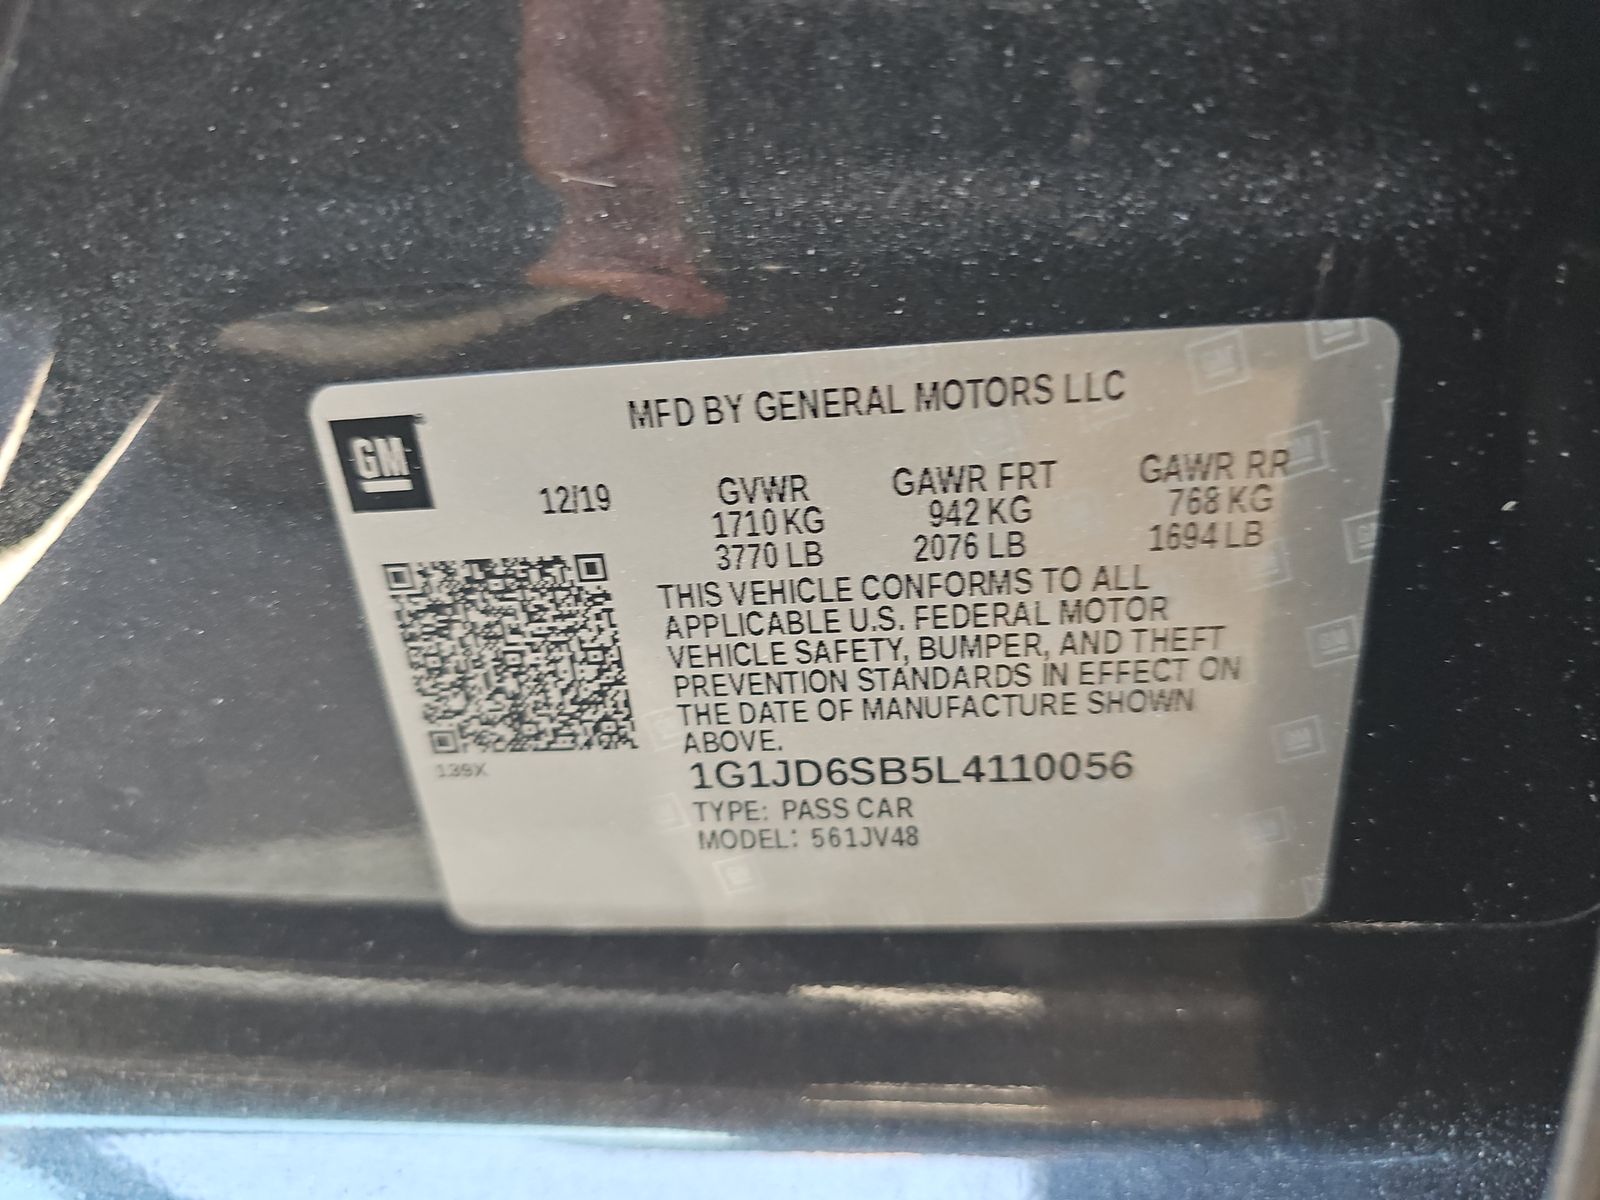 MFD BY GENERAL MOTORS LLC
GM
12/19
GVWR
1710 KG
3770 LB
GAWR FRT
942 KG
2076 LB
GAWR RR
768 KG
1694 LB
THIS VEHICLE CONFORMS TO ALL
APPLICABLE U.S. FEDERAL MOTOR
VEHICLE SAFETY, BUMPER, AND THEFT
PREVENTION STANDARDS IN EFFECT ON
THE DATE OF MANUFACTURE SHOWN
ABOVE.
139X
1G1JD6SB5L4110056
TYPE: PASS CAR
MODEL: 561JV48